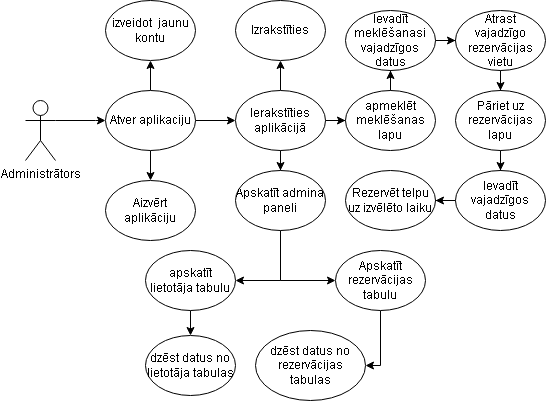 izveidot jaunu
kontu
Izrakstīties
Ievadīt
meklēšanasi
vajadzīgos
datus
Atrast
vajadzīgo
rezervācijas
vietu
Administrātors
Atver aplikaciju
Ierakstīties
aplikācijā
apmeklēt
meklēšanas
lapu
Pāriet uz
rezervācijas
lapu
Aizvērt
aplikāciju
Apskatīt admina
paneli
Rezervēt telpu
uz izvēlēto laiku
Ievadīt
vajadzīgos
datus
apskatīt
lietotāja tabulu
Apskatīt
rezervācijas
tabulu
dzēst datus no
lietotāja tabulas
dzēst datus no
rezervācijas
tabulas